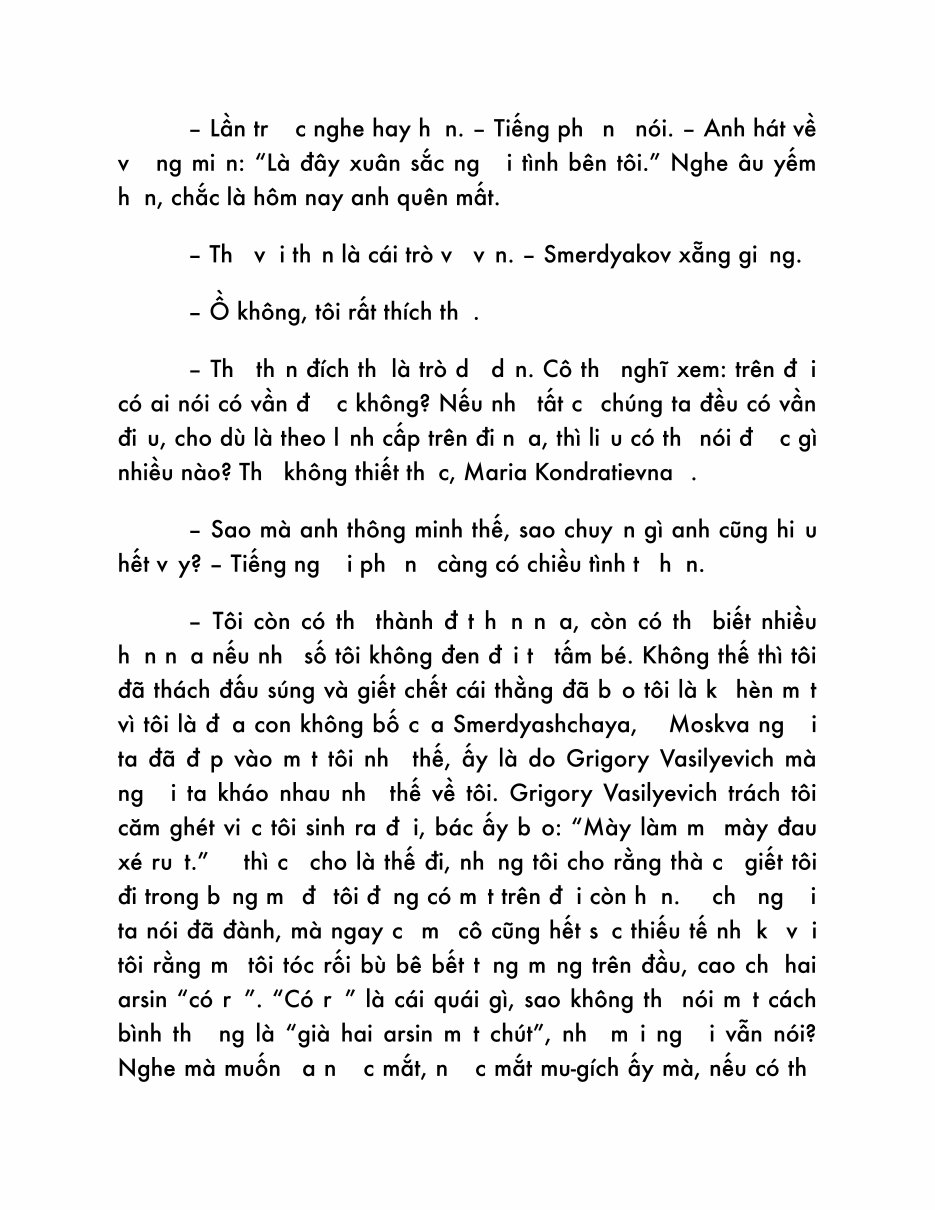 – Lần tr c nghe hay h n. – Tiếng ph n nói. – Anh hát về
v ng mi n: “Là đây xuân sắc ng i tình bên tôi.” Nghe âu yếm
h n, chắc là hôm nay anh quên mất.
– Th v i th n là cái trò v v n. – Smerdyakov xẵng gi ng.
– Ồ không, tôi rất thích th .
– Th th n đích th là trò d d n. Cô th nghĩ xem: trên đ i
có ai nói có vần đ c không? Nếu nh tất c chúng ta đều có vần
đi u, cho dù là theo l nh cấp trên đi n a, thì li u có th nói đ c gì
nhiều nào? Th không thiết th c, Maria Kondratievna .
– Sao mà anh thông minh thế, sao chuy n gì anh cũng hi u
hết v y? – Tiếng ng i ph n càng có chiều tình t h n.
– Tôi còn có th thành đ t h n n a, còn có th biết nhiều
h n n a nếu nh số tôi không đen đ i t tấm bé. Không thế thì tôi
đã thách đấu súng và giết chết cái thằng đã b o tôi là k hèn m t
vì tôi là đ a con không bố c a Smerdyashchaya, Moskva ng i
ta đã đ p vào m t tôi nh thế, ấy là do Grigory Vasilyevich mà
ng i ta kháo nhau nh thế về tôi. Grigory Vasilyevich trách tôi
căm ghét vi c tôi sinh ra đ i, bác ấy b o: “Mày làm m mày đau
xé ru t.” thì c cho là thế đi, nh ng tôi cho rằng thà c giết tôi
đi trong b ng m đ tôi đ ng có m t trên đ i còn h n. ch ng i
ta nói đã đành, mà ngay c m cô cũng hết s c thiếu tế nh k v i
tôi rằng m tôi tóc rối bù bê bết t ng m ng trên đầu, cao ch hai
arsin “có r ”. “Có r ” là cái quái gì, sao không th nói m t cách
bình th ng là “già hai arsin m t chút”, nh m i ng i vẫn nói?
Nghe mà muốn a n c mắt, n c mắt mu-gích ấy mà, nếu có th